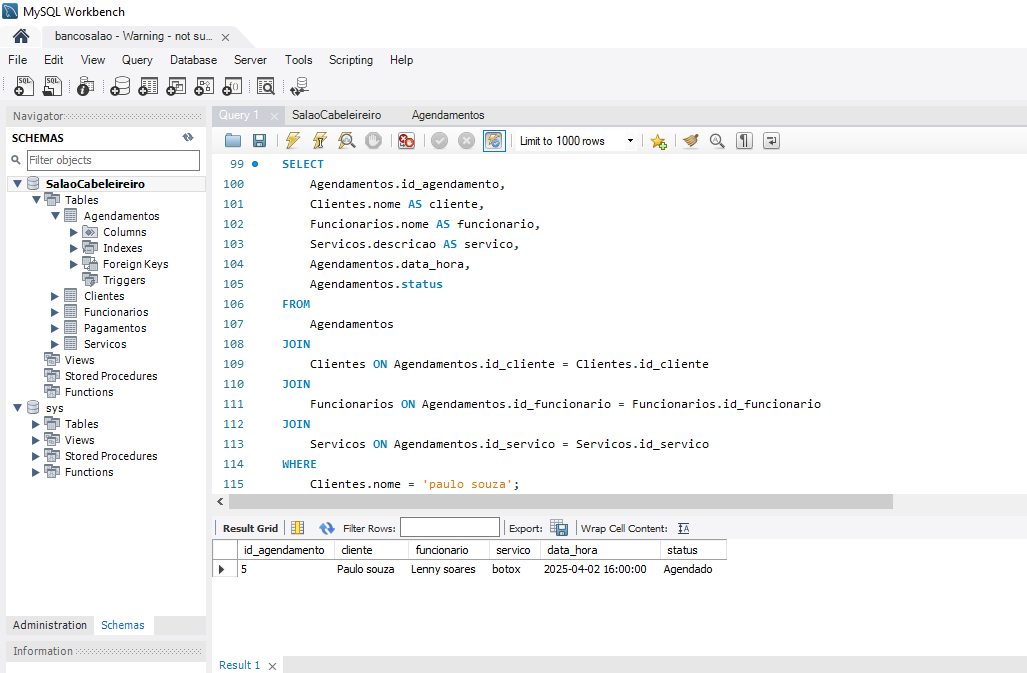 MySQL Workbench
bancosalao - Warning - not su...
File Edit View Query Database Server Tools Scripting Help
Navigator
SCHEMAS
Filter objects
SalaoCabeleireiro
Tables
Agendamentos
Columns
Indexes
Foreign Keys
Triggers
Clientes
Funcionarios
Pagamentos
Servicos
Views
Stored Procedures
Functions
sys
Tables
Views
Stored Procedures
Functions
Administration Schemas
Information
Query 1 SalaoCabeleireiro Agendamentos
Limit to 1000 rows
99 SELECT
100 Agendamentos.id_agendamento,
101 Clientes.nome AS cliente,
102 Funcionarios.nome AS funcionario,
103 Servicos.descricao AS servico,
104 Agendamentos.data_hora,
105 Agendamentos.status
106 FROM
107 Agendamentos
108 JOIN
109 Clientes ON Agendamentos.id_cliente = Clientes.id_cliente
110 JOIN
111 Funcionarios ON Agendamentos.id_funcionario = Funcionarios.id_funcionario
112 JOIN
113 Servicos ON Agendamentos.id_servico = Servicos.id_servico
114 WHERE
115 Clientes.nome = 'paulo souza';
Result Grid Filter Rows: Export: Wrap Cell Content:
id_agendamento cliente funcionario servico data_hora status
5 Paulo souza Lenny soares botox 2025-04-02 16:00:00 Agendado
Result 1